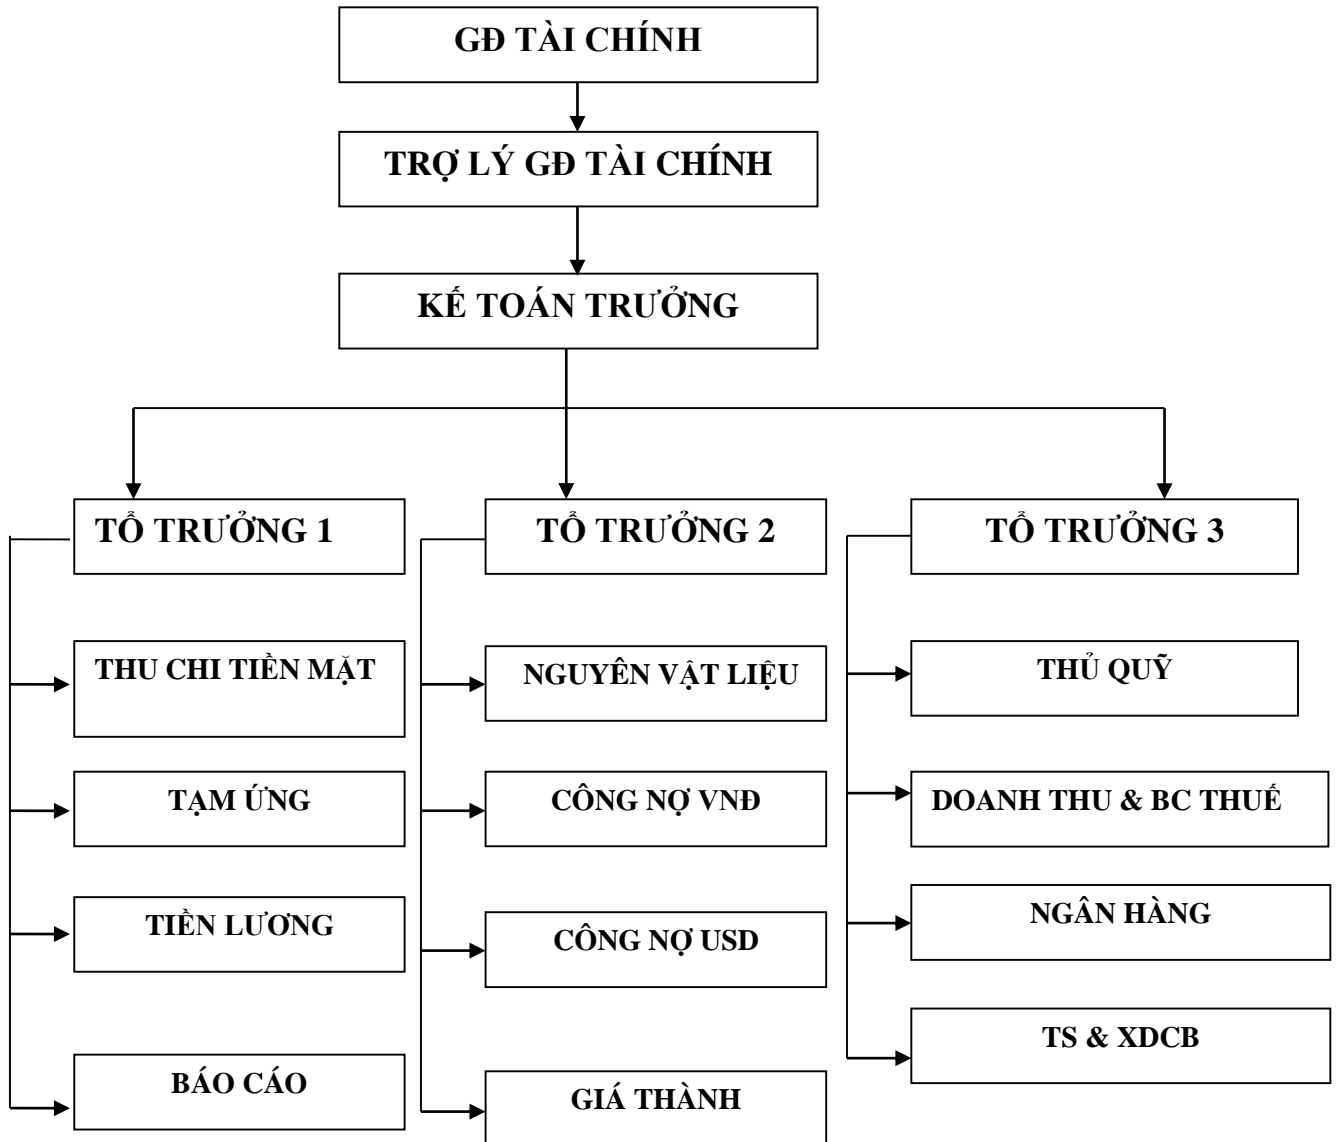 GĐ TÀI CHÍNH
TRỢ LÝ GĐ TÀI CHÍNH
KẾ TOÁN TRƯỞNG
TỔ TRƯỞNG 1
TỔ TRƯỞNG 2
TỔ TRƯỞNG 3
THU CHI TIỀN MẶT
NGUYÊN VẬT LIỆU
THỦ QUỸ
TẠM ỨNG
CÔNG NỢ VNĐ
DOANH THU & BC THUẾ
TIỀN LƯƠNG
CÔNG NỢ USD
NGÂN HÀNG
BÁO CÁO
GIÁ THÀNH
TS & XDCB